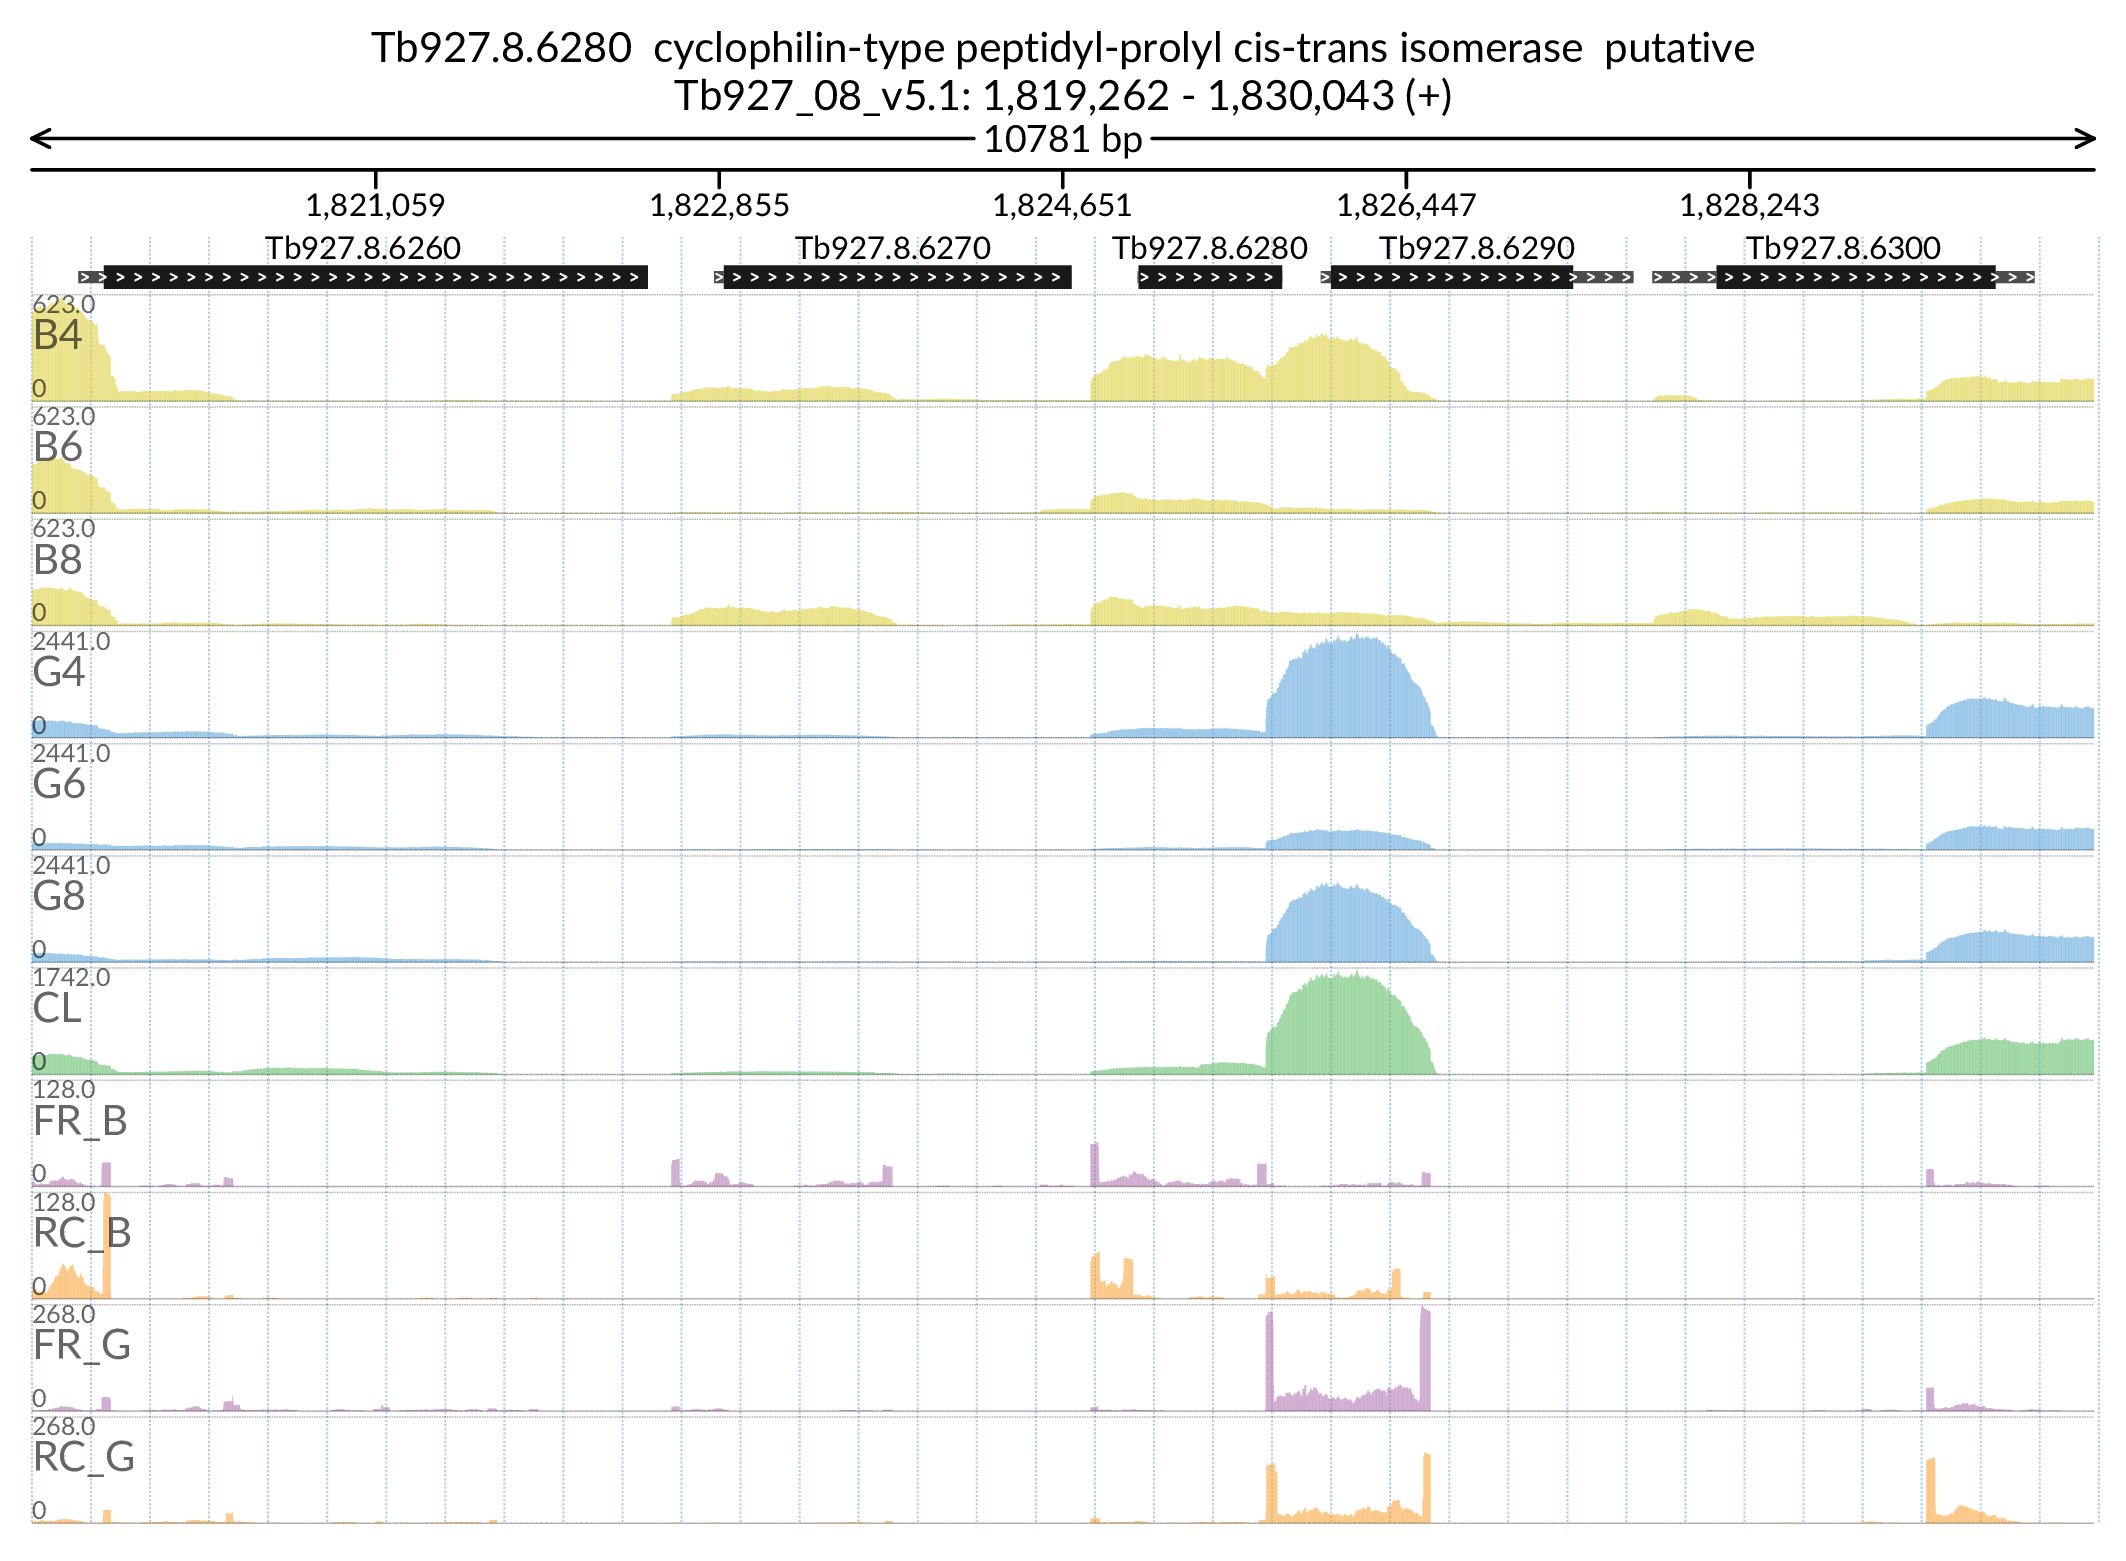 Tb927.8.6280  cyclophilin-type peptidyl-prolyl cis-trans isomerase  putative
Tb927_08_v5.1: 1,819,262 - 1,830,043 (+)
10781 bp
1,821,059 1,822,855 1,824,651 1,826,447 1,828,243
Tb927.8.6260 Tb927.8.6270 Tb927.8.6280 Tb927.8.6290 Tb927.8.6300
623.0
B4
0
623.0
B6
0
623.0
B8
0
2441.0
G4
0
2441.0
G6
0
2441.0
G8
0
1742.0
CL
0
128.0
FR_B
0
128.0
RC_B
0
268.0
FR_G
0
268.0
RC_G
0